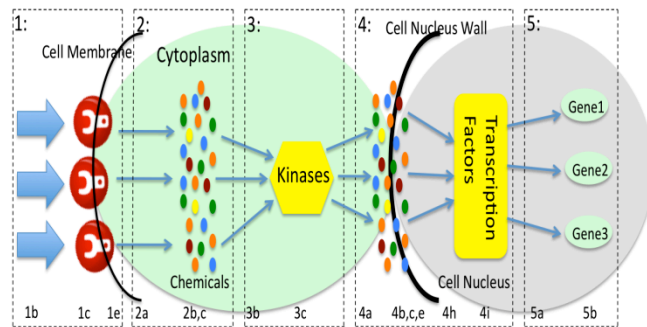 1:
2:
3:
4:
5:
Cell Nucleus Wall
Cell Membrane
Cytoplasm
Kinases
Transcription
Factors
Gene1
Gene2
Gene3
Chemicals
Cell Nucleus
1b
1c
1e
2a
2b,c
3b
3c
4a
4b,c,e
4h
4i
5a
5b